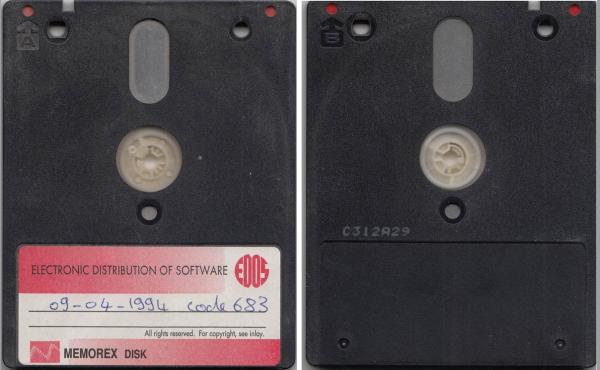 A
ELECTRONIC DISTRIBUTION OF SOFTWARE EDOS
09-04-1994 code 683
All rights reserved. For copyright, see inlay.
MEMOREX DISK
B
C312A29